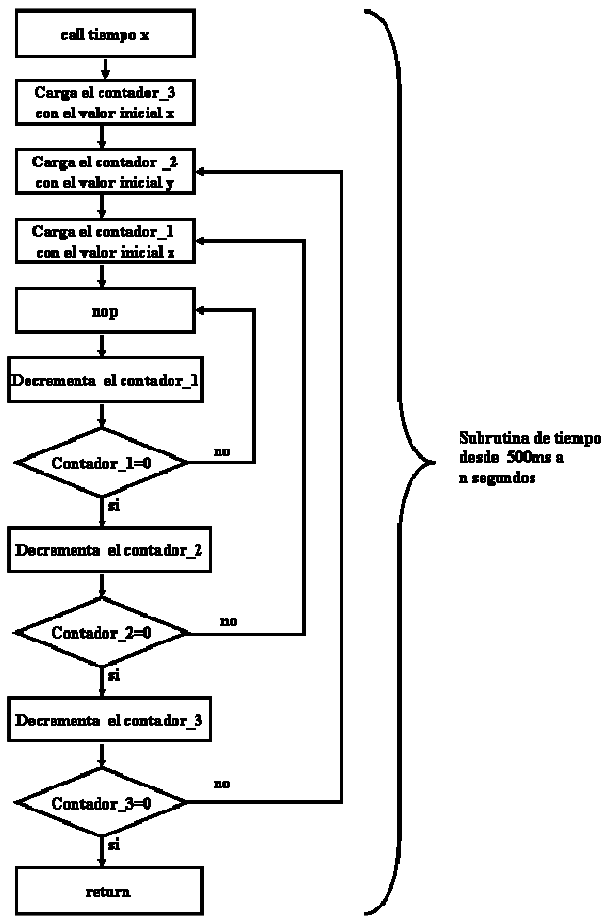 call tiempo x
Carga el contador_3
con el valor inicial x
Carga el contador _2
con el valor inicial y
Carga el contador_1
con el valor inicial z
nop
Decrementa el contador_1
Contador_1=0
no
si
Decrementa el contador_2
Contador_2=0
no
si
Decrementa el contador_3
Contador_3=0
no
si
return
Subrutina de tiempo
desde 500ms a
n segundos